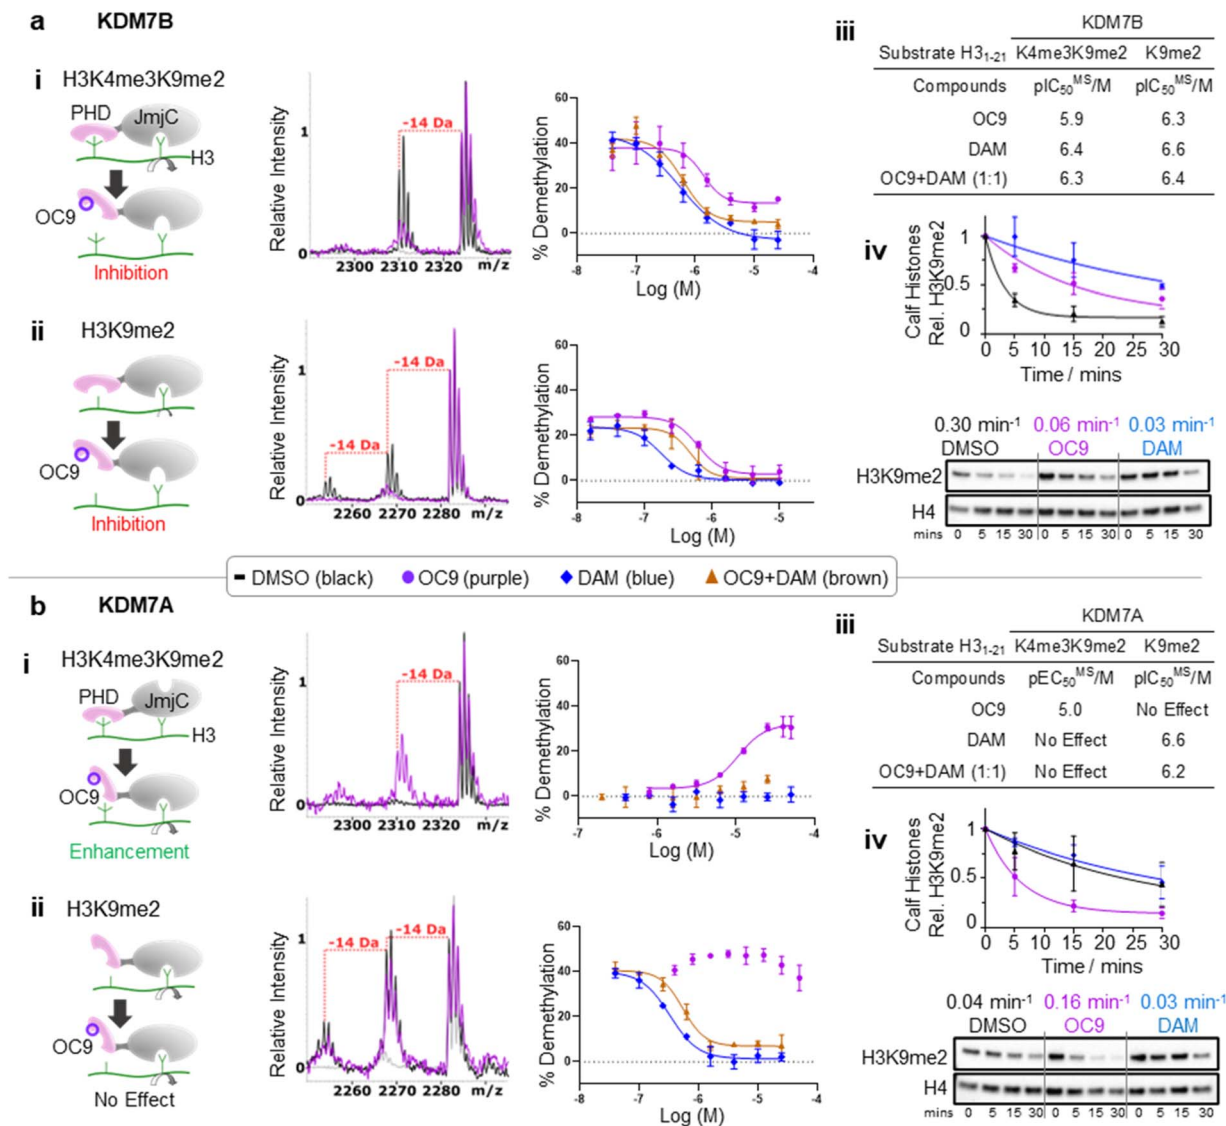 a KDM7B
i H3K4me3K9me2
PHD JmjC
H3
OC9
Inhibition
Relative Intensity
1
0
-14 Da
2300 2310 2320 m/z
% Demethylation
60
40
20
0
-8 -7 -6 -5 -4
Log (M)
ii H3K9me2
OC9
Inhibition
Relative Intensity
1
0
-14 Da
-14 Da
2260 2270 2280 m/z
% Demethylation
60
40
20
0
-8 -7 -6 -5 -4
Log (M)
iii KDM7B
Substrate H3₁₋₂₁ K4me3K9me2 K9me2
Compounds pIC₅₀ᴹˢ/M pIC₅₀ᴹˢ/M
OC9 5.9 6.3
DAM 6.4 6.6
OC9+DAM (1:1) 6.3 6.4
iv
Calf Histones
Rel. H3K9me2
1
0.5
0
0 5 10 15 20 25 30
Time / mins
0.30 min⁻¹ 0.06 min⁻¹ 0.03 min⁻¹
DMSO OC9 DAM
H3K9me2
H4
mins 0 5 15 30 0 5 15 30 0 5 15 30
DMSO (black) OC9 (purple) DAM (blue) OC9+DAM (brown)
b KDM7A
i H3K4me3K9me2
PHD JmjC
H3
OC9
Enhancement
Relative Intensity
1
0
-14 Da
2300 2310 2320 m/z
% Demethylation
60
40
20
0
-7 -6 -5 -4
Log (M)
ii H3K9me2
OC9
No Effect
Relative Intensity
1
0
-14 Da -14 Da
2260 2270 2280 m/z
% Demethylation
60
40
20
0
-8 -7 -6 -5 -4
Log (M)
iii KDM7A
Substrate H3₁₋₂₁ K4me3K9me2 K9me2
Compounds pEC₅₀ᴹˢ/M pIC₅₀ᴹˢ/M
OC9 5.0 No Effect
DAM No Effect 6.6
OC9+DAM (1:1) No Effect 6.2
iv
Calf Histones
Rel. H3K9me2
1
0.5
0
0 5 10 15 20 25 30
Time / mins
0.04 min⁻¹ 0.16 min⁻¹ 0.03 min⁻¹
DMSO OC9 DAM
H3K9me2
H4
mins 0 5 15 30 0 5 15 30 0 5 15 30